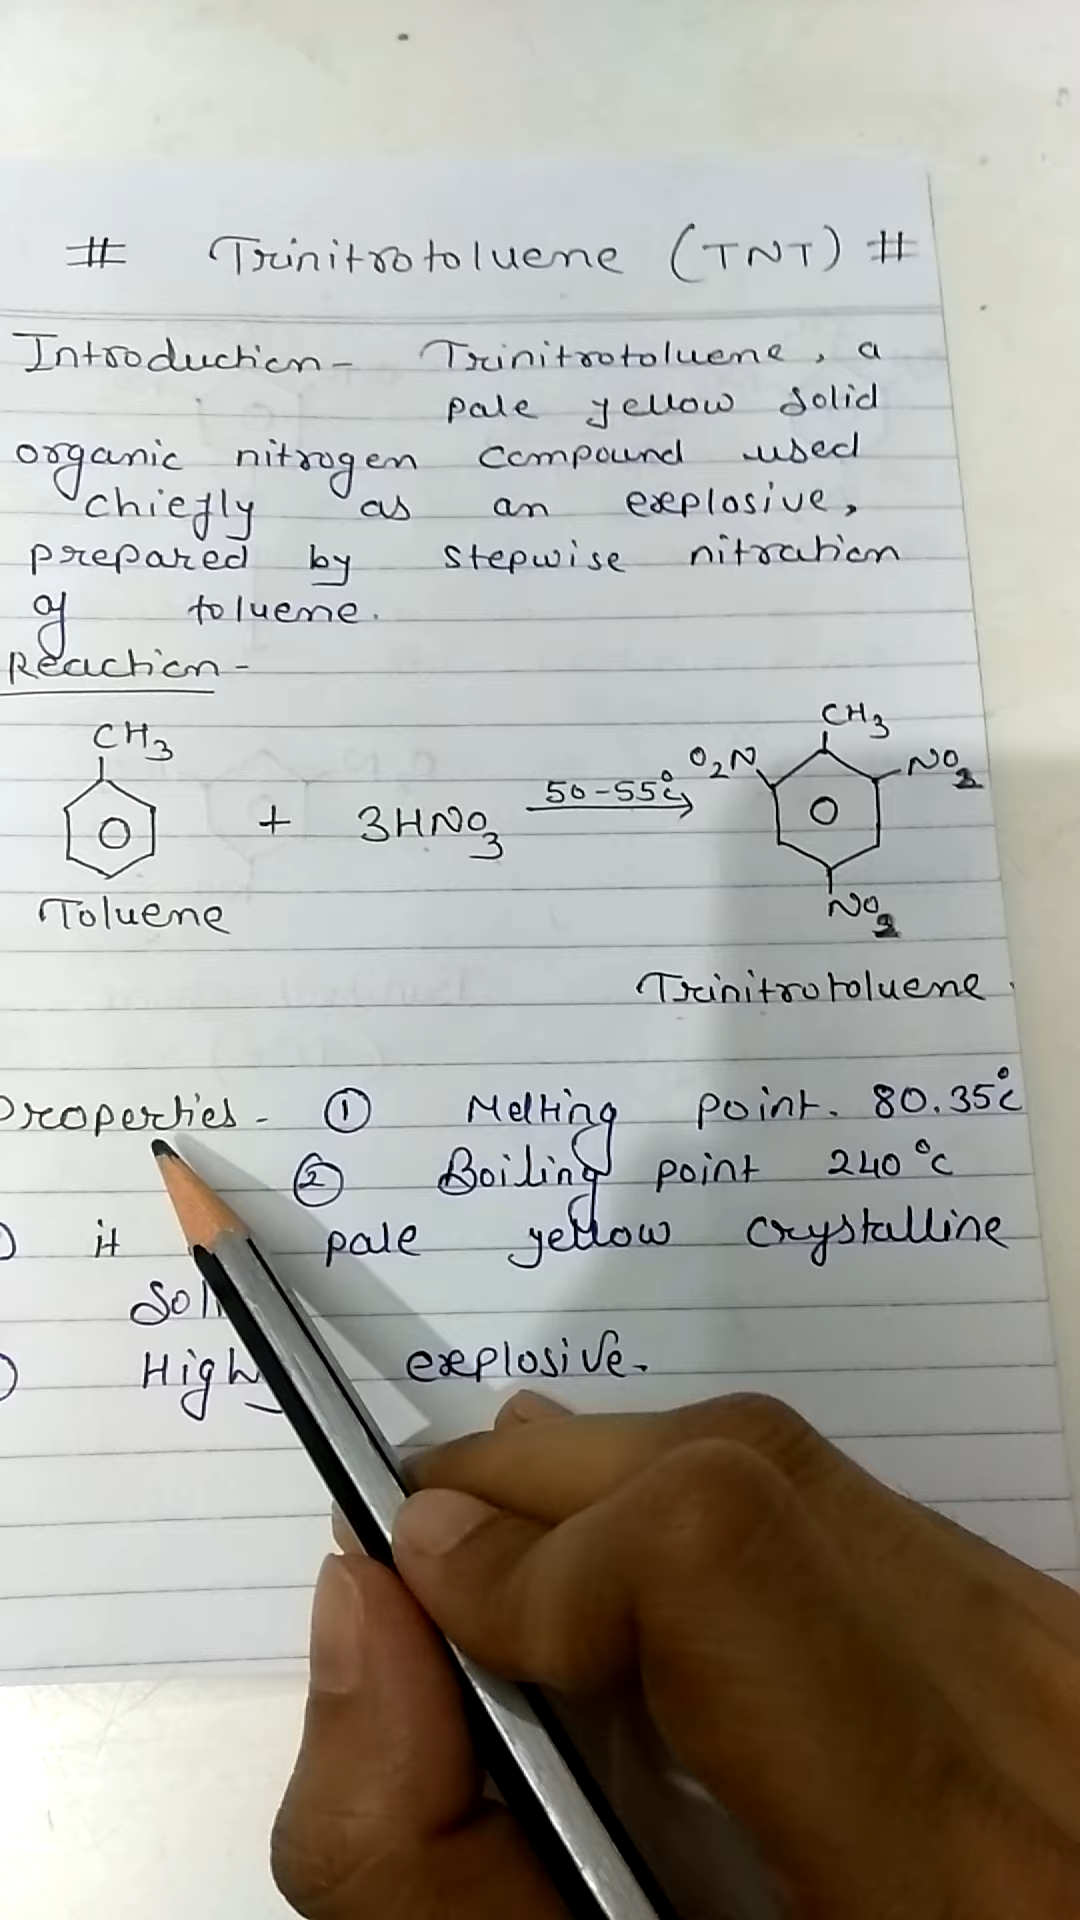 # Trinitrotoluene (TNT) #
Introduction- Trinitrotoluene, a
pale yellow solid
organic nitrogen compound used
chiefly as an explosive,
prepared by stepwise nitration
of toluene.
Reaction-
CH3 CH3
O2N NO2
+ 3HNO3 50-55°c
Toluene NO2
Trinitrotoluene.
Properties- ① Melting point. 80.35°c
② Boiling point 240°c
it pale yellow crystalline
explosive.